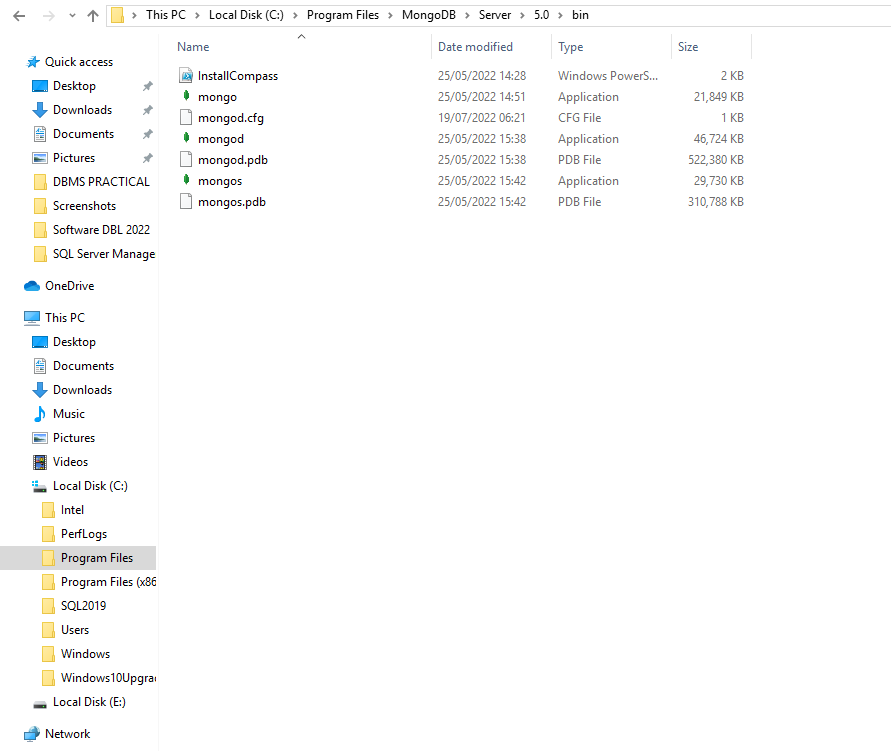 This PC > Local Disk (C:) > Program Files > MongoDB > Server > 5.0 > bin
Name Date modified Type Size
InstallCompass 25/05/2022 14:28 Windows PowerS... 2 KB
mongo 25/05/2022 14:51 Application 21,849 KB
mongod.cfg 19/07/2022 06:21 CFG File 1 KB
mongod 25/05/2022 15:38 Application 46,724 KB
mongod.pdb 25/05/2022 15:38 PDB File 522,380 KB
mongos 25/05/2022 15:42 Application 29,730 KB
mongos.pdb 25/05/2022 15:42 PDB File 310,788 KB
Quick access
Desktop
Downloads
Documents
Pictures
DBMS PRACTICAL
Screenshots
Software DBL 2022
SQL Server Manage
OneDrive
This PC
Desktop
Documents
Downloads
Music
Pictures
Videos
Local Disk (C:)
Intel
PerfLogs
Program Files
Program Files (x86
SQL2019
Users
Windows
Windows10Upgra
Local Disk (E:)
Network